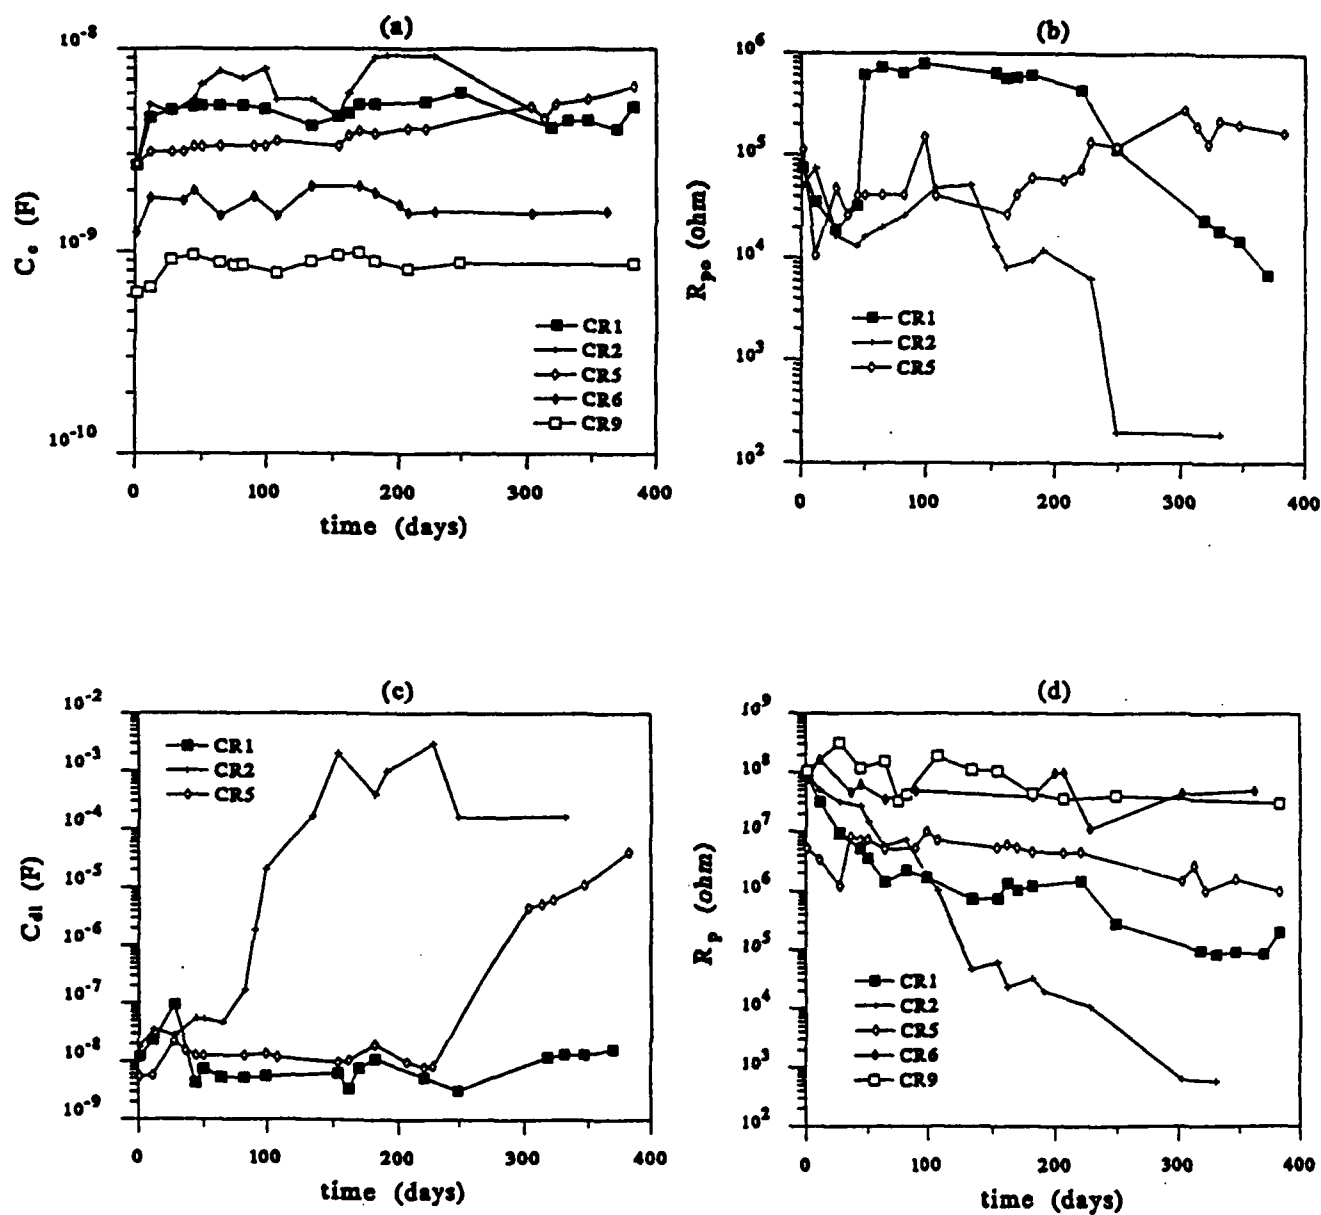 (a)
10-8
10-9
10-10
Cc (F)
CR1
CR2
CR5
CR6
CR9
0 100 200 300 400
time (days)
(b)
10^6
10^5
10^4
10^3
10^2
Rpo (ohm)
CR1
CR2
CR5
0 100 200 300 400
(c)
10-2
10-3
10-4
10-5
10-6
10-7
10-8
10-9
Cdl (F)
CR1
CR2
CR5
0 100 200 300 400
time (days)
(d)
10^9
10^8
10^7
10^6
10^5
10^4
10^3
10^2
Rp (ohm)
CR1
CR2
CR5
CR6
CR9
0 100 200 300 400
time (days)